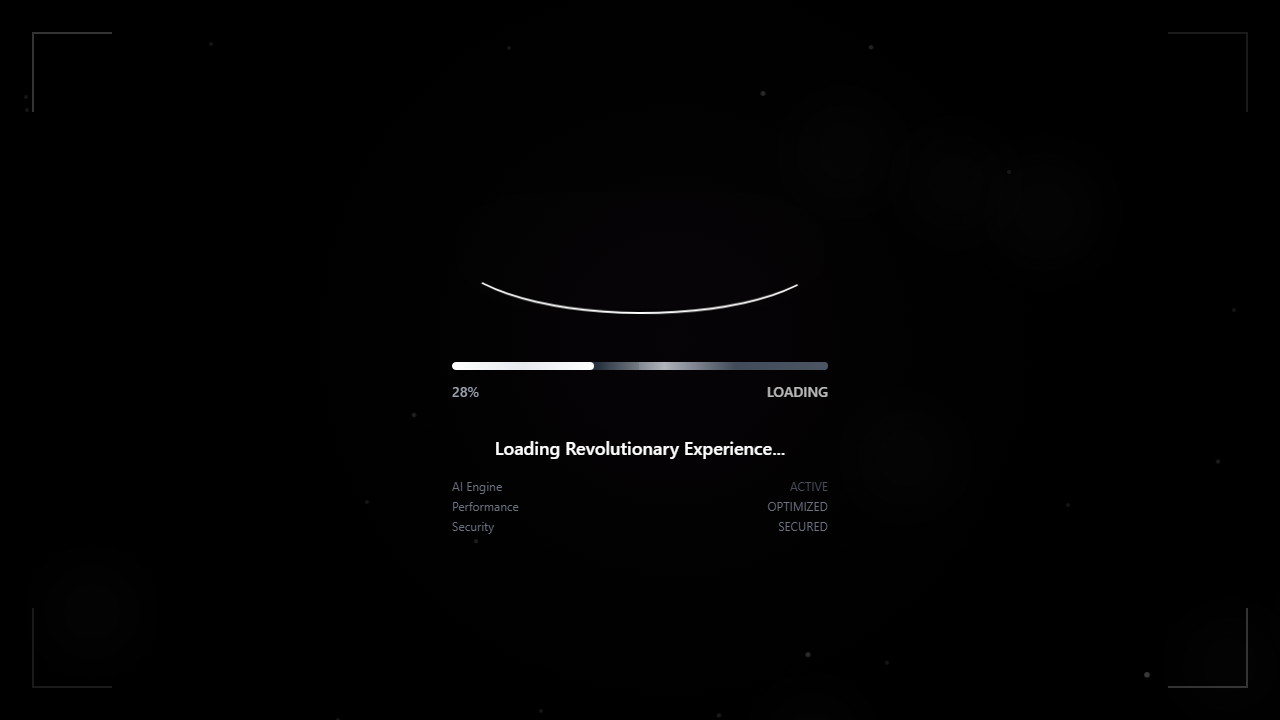 28%
LOADING
Loading Revolutionary Experience...
AI Engine
ACTIVE
Performance
OPTIMIZED
Security
SECURED